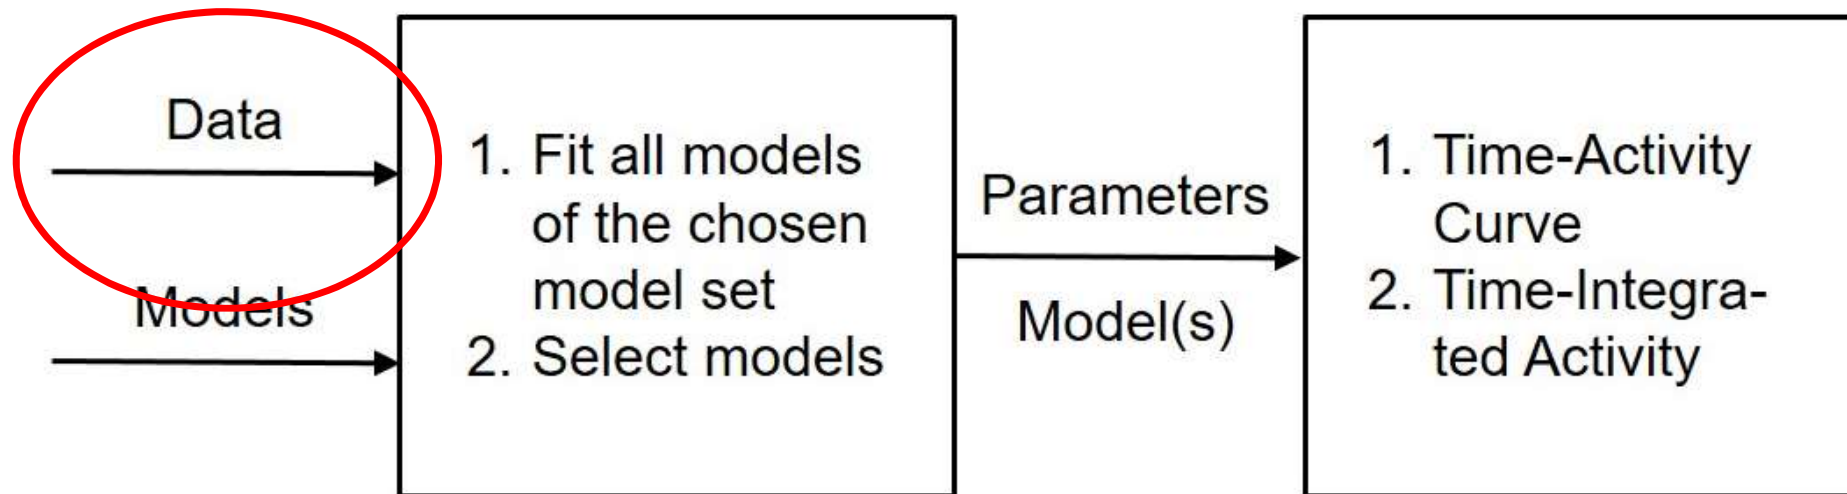 Data
Models
1. Fit all models
of the chosen
model set
2. Select models
Parameters
Model(s)
1. Time-Activity
Curve
2. Time-Integra-
ted Activity